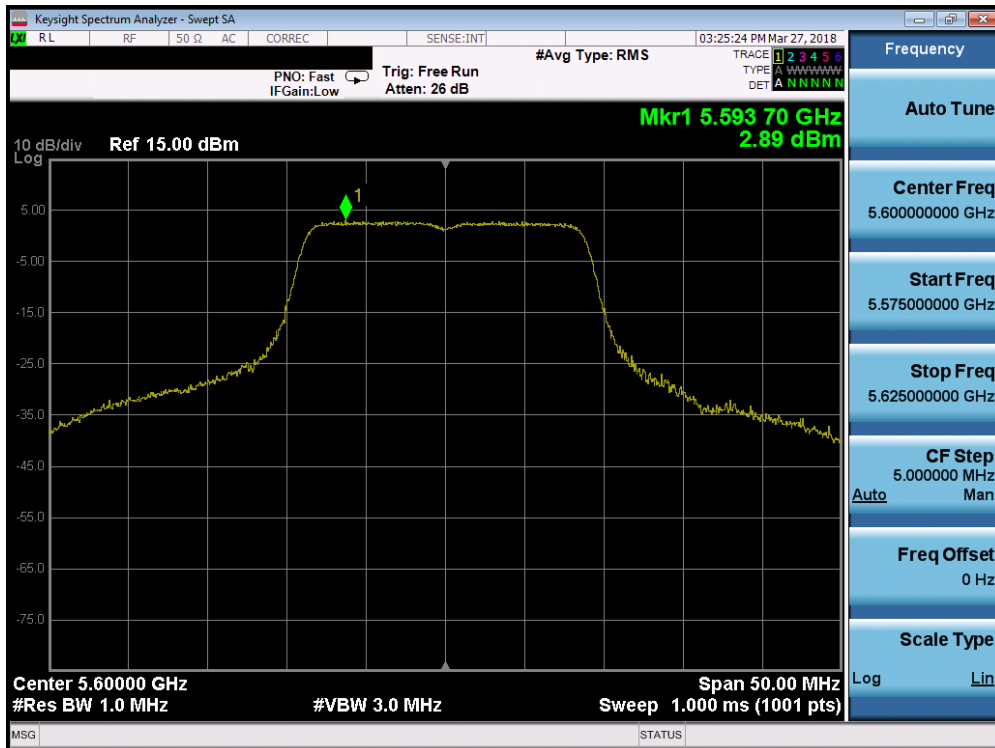 Keysight Spectrum Analyzer - Swept SA
LXI RL RF 50 Ω AC CORREC SENSE:INT 03:25:24 PM Mar 27, 2018
#Avg Type: RMS
TRACE 1 2 3 4 5 6
TYPE A W W W W W
DET A N N N N N
PNO: Fast Trig: Free Run
IFGain:Low Atten: 26 dB
Mkr1 5.593 70 GHz
2.89 dBm
10 dB/div Ref 15.00 dBm
Log
1
5.00
-5.00
-15.0
-25.0
-35.0
-45.0
-55.0
-65.0
-75.0
Center 5.60000 GHz Span 50.00 MHz
#Res BW 1.0 MHz #VBW 3.0 MHz Sweep 1.000 ms (1001 pts)
MSG STATUS
Frequency
Auto Tune
Center Freq
5.600000000 GHz
Start Freq
5.575000000 GHz
Stop Freq
5.625000000 GHz
CF Step
5.000000 MHz
Auto Man
Freq Offset
0 Hz
Scale Type
Log Lin